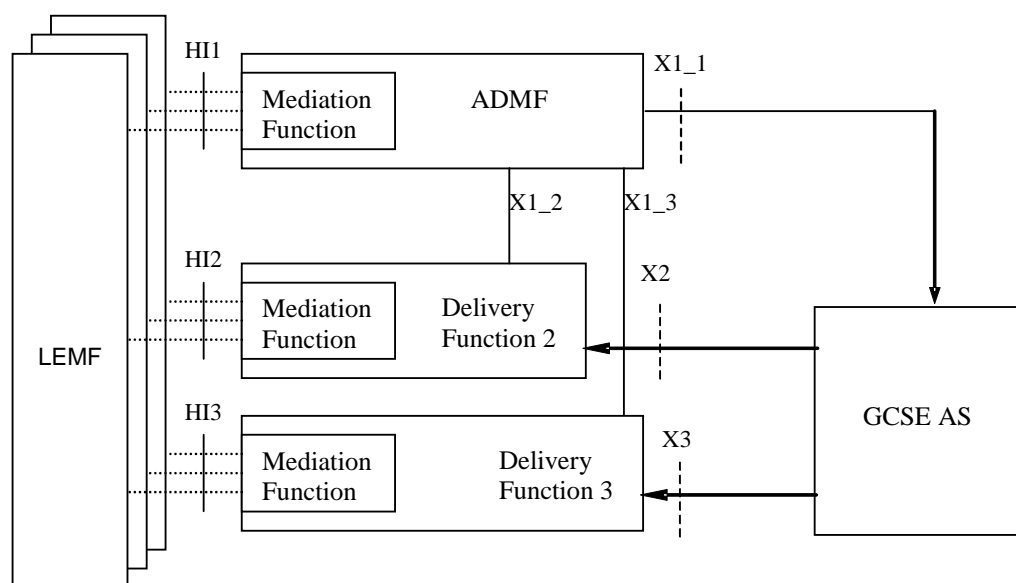 HI1
X1_1
Mediation
Function
ADMF
X1_2
X1_3
HI2
X2
Mediation
Function
Delivery
Function 2
LEMF
GCSE AS
HI3
X3
Mediation
Function
Delivery
Function 3